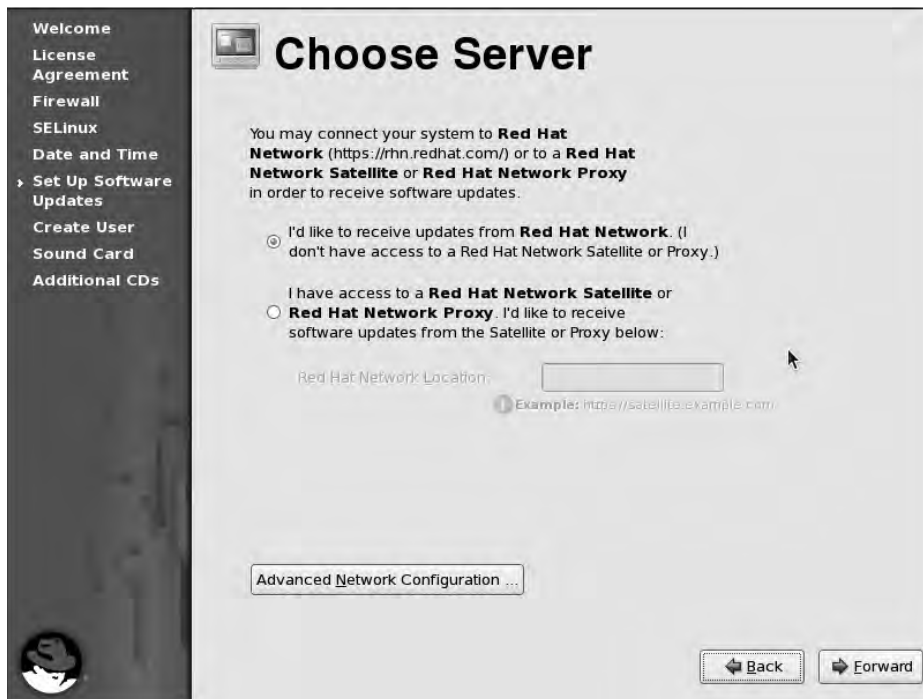 Welcome
License
Agreement
Firewall
SELinux
Date and Time
Set Up Software
Updates
Create User
Sound Card
Additional CDs
Choose Server
You may connect your system to Red Hat
Network (https://rhn.redhat.com/) or to a Red Hat
Network Satellite or Red Hat Network Proxy
in order to receive software updates.
I'd like to receive updates from Red Hat Network. (I
don't have access to a Red Hat Network Satellite or Proxy.)
I have access to a Red Hat Network Satellite or
Red Hat Network Proxy. I'd like to receive
software updates from the Satellite or Proxy below:
Red Hat Network Location:
Example: https://satellite.example.com
Advanced Network Configuration ...
Back
Forward